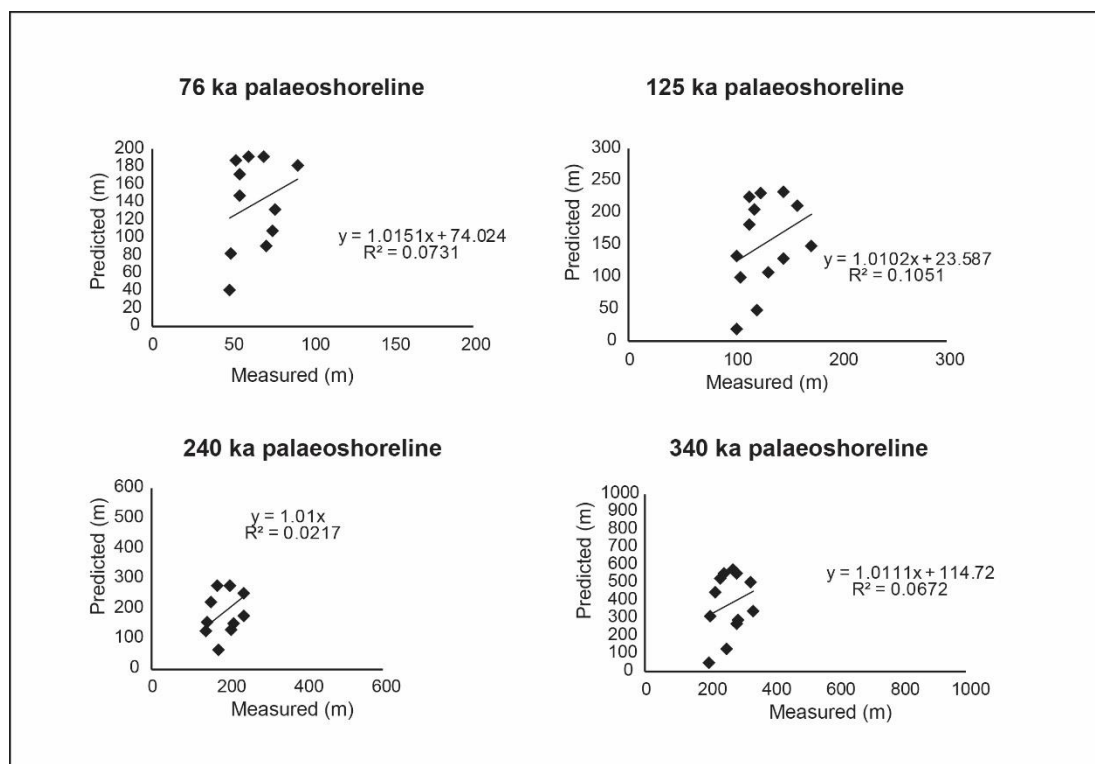 76 ka palaeoshoreline
Predicted (m)
200
180
160
140
120
100
80
60
40
20
0
y = 1.0151x + 74.024
R² = 0.0731
0 50 100 150 200
Measured (m)
125 ka palaeoshoreline
Predicted (m)
300
250
200
150
100
50
0
y = 1.0102x + 23.587
R² = 0.1051
0 100 200 300
Measured (m)
240 ka palaeoshoreline
Predicted (m)
600
500
400
300
200
100
0
y = 1.01x
R² = 0.0217
0 200 400 600
Measured (m)
340 ka palaeoshoreline
Predicted (m)
1000
900
800
700
600
500
400
300
200
100
0
y = 1.0111x + 114.72
R² = 0.0672
0 200 400 600 800 1000
Measured (m)